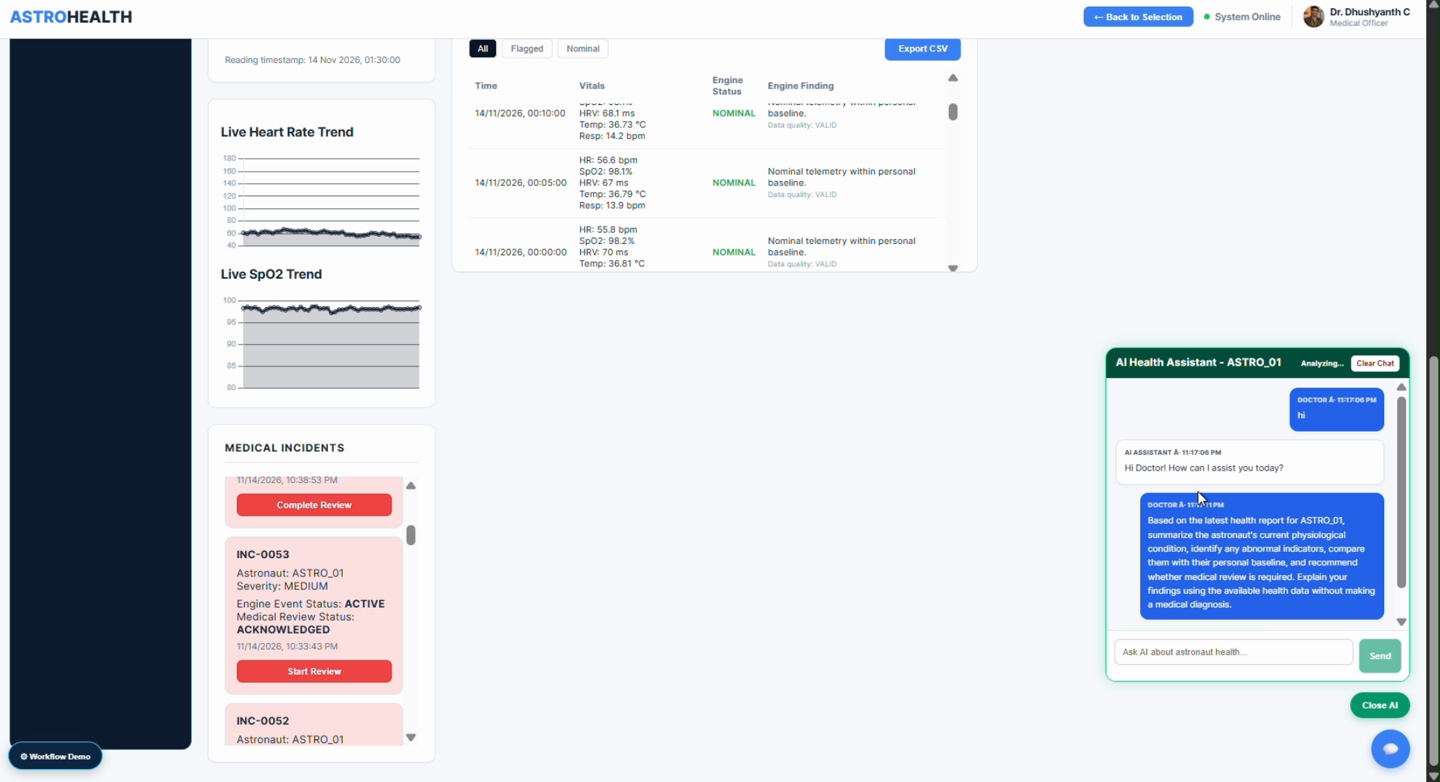 ASTROHEALTH
← Back to Selection
System Online
Dr. Dhushyanth C
Medical Officer
Reading timestamp: 14 Nov 2026, 01:30:00
Live Heart Rate Trend
180
160
140
120
100
80
60
40
Live SpO2 Trend
100
95
90
85
80
MEDICAL INCIDENTS
11/14/2026, 10:38:53 PM
Complete Review
INC-0053
Astronaut: ASTRO_01
Severity: MEDIUM
Engine Event Status: ACTIVE
Medical Review Status:
ACKNOWLEDGED
11/14/2026, 10:33:43 PM
Start Review
INC-0052
Astronaut: ASTRO_01
Workflow Demo
All
Flagged
Nominal
Export CSV
Time
Vitals
Engine
Status
Engine Finding
14/11/2026, 00:10:00
HRV: 68.1 ms
Temp: 36.73 °C
Resp: 14.2 bpm
NOMINAL
Nominal telemetry within personal
baseline.
Data quality: VALID
14/11/2026, 00:05:00
HR: 56.6 bpm
SpO2: 98.1%
HRV: 67 ms
Temp: 36.79 °C
Resp: 13.9 bpm
NOMINAL
Nominal telemetry within personal
baseline.
Data quality: VALID
14/11/2026, 00:00:00
HR: 55.8 bpm
SpO2: 98.2%
HRV: 70 ms
Temp: 36.81 °C
NOMINAL
Nominal telemetry within personal
baseline.
Data quality: VALID
AI Health Assistant - ASTRO_01
Analyzing...
Clear Chat
DOCTOR Â· 11:17:06 PM
hi
AI ASSISTANT Â· 11:17:06 PM
Hi Doctor! How can I assist you today?
DOCTOR Â· PM
Based on the latest health report for ASTRO_01,
summarize the astronaut's current physiological
condition, identify any abnormal indicators, compare
them with their personal baseline, and recommend
whether medical review is required. Explain your
findings using the available health data without making
a medical diagnosis.
Ask AI about astronaut health...
Send
Close AI